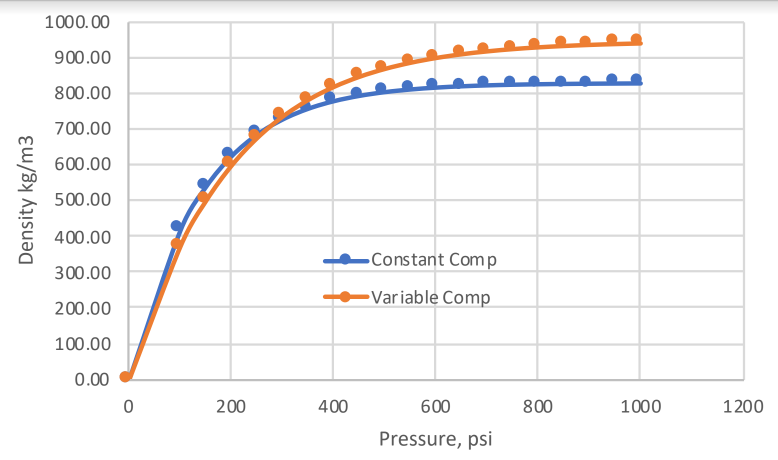 1000.00
900.00
800.00
700.00
600.00
500.00
400.00
300.00
200.00
100.00
0.00
Density kg/m3
Constant Comp
Variable Comp
0 200 400 600 800 1000 1200
Pressure, psi